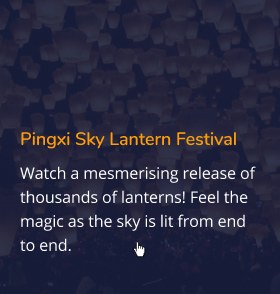 Pingxi Sky Lantern Festival
Watch a mesmerising release of
thousands of lanterns! Feel the
magic as the sky is lit from end
to end.